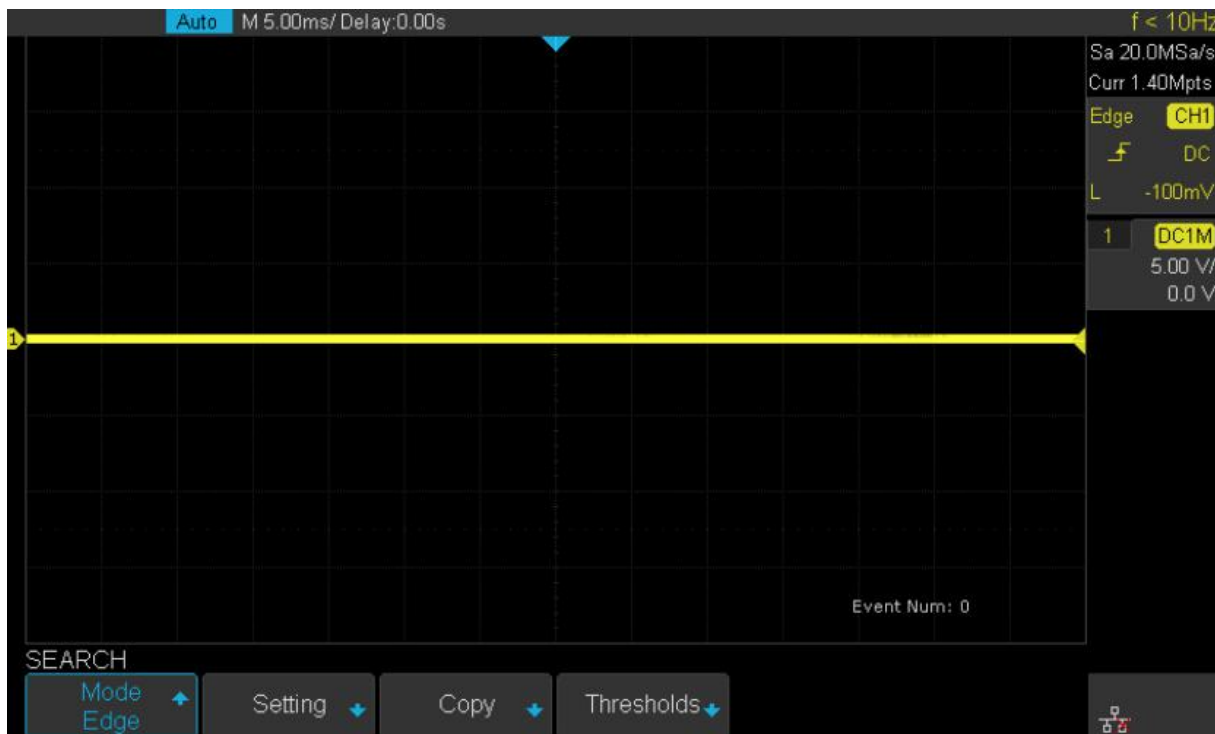 Auto M 5.00ms/ Delay:0.00s f < 10Hz
Sa 20.0MSa/s
Curr 1.40Mpts
Edge CH1
DC
L -100mV
1 DC1M
5.00 V/
0.0 V
1
Event Num: 0
SEARCH
Mode
Edge
Setting
Copy
Thresholds